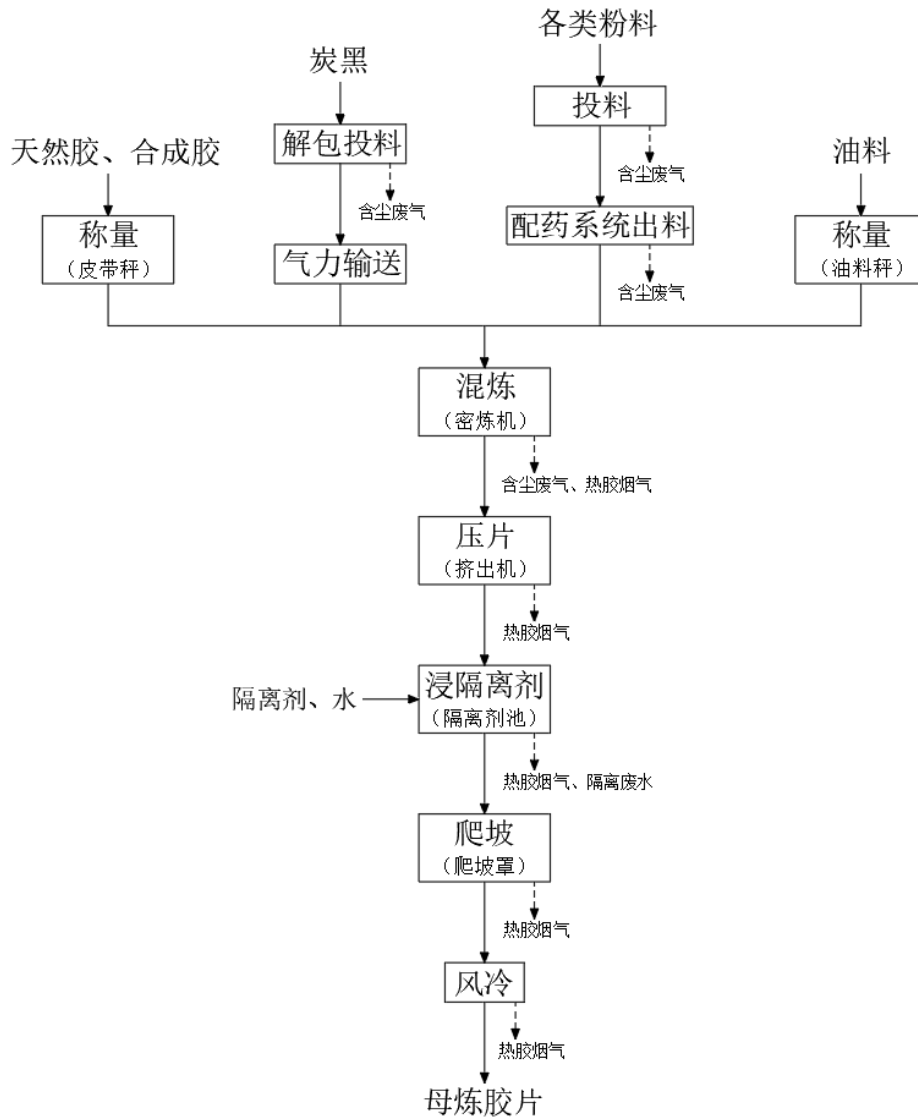 各类粉料
炭黑
投料
天然胶、合成胶
解包投料
油料
含尘废气
含尘废气
称量
（皮带秤）
气力输送
配药系统出料
称量
（油料秤）
含尘废气
混炼
（密炼机）
含尘废气、热胶烟气
压片
（挤出机）
热胶烟气
隔离剂、水
浸隔离剂
（隔离剂池）
热胶烟气、隔离废水
爬坡
（爬坡罩）
热胶烟气
风冷
热胶烟气
母炼胶片